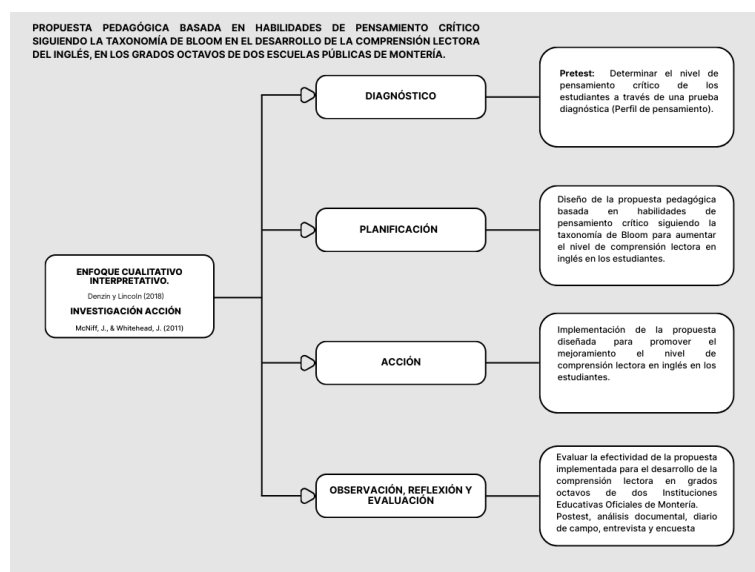 PROPUESTA PEDAGÓGICA BASADA EN HABILIDADES DE PENSAMIENTO CRÍTICO
SIGUIENDO LA TAXONOMÍA DE BLOOM EN EL DESARROLLO DE LA COMPRENSIÓN LECTORA
DEL INGLÉS, EN LOS GRADOS OCTAVOS DE DOS ESCUELAS PÚBLICAS DE MONTERÍA.
ENFOQUE CUALITATIVO
INTERPRETATIVO.
Denzin y Lincoln (2018)
INVESTIGACIÓN ACCIÓN
McNiff, J., & Whitehead, J. (2011)
DIAGNÓSTICO
Pretest: Determinar el nivel de
pensamiento crítico de los
estudiantes a través de una prueba
diagnóstica (Perfil de pensamiento).
PLANIFICACIÓN
Diseño de la propuesta pedagógica
basada en habilidades de
pensamiento crítico siguiendo la
taxonomía de Bloom para aumentar
el nivel de comprensión lectora en
inglés en los estudiantes.
ACCIÓN
Implementación de la propuesta
diseñada para promover el
mejoramiento el nivel de
comprensión lectora en inglés en los
estudiantes.
OBSERVACIÓN, REFLEXIÓN Y
EVALUACIÓN
Evaluar la efectividad de la propuesta
implementada para el desarrollo de la
comprensión lectora en grados
octavos de dos Instituciones
Educativas Oficiales de Montería.
Postest, análisis documental, diario
de campo, entrevista y encuesta